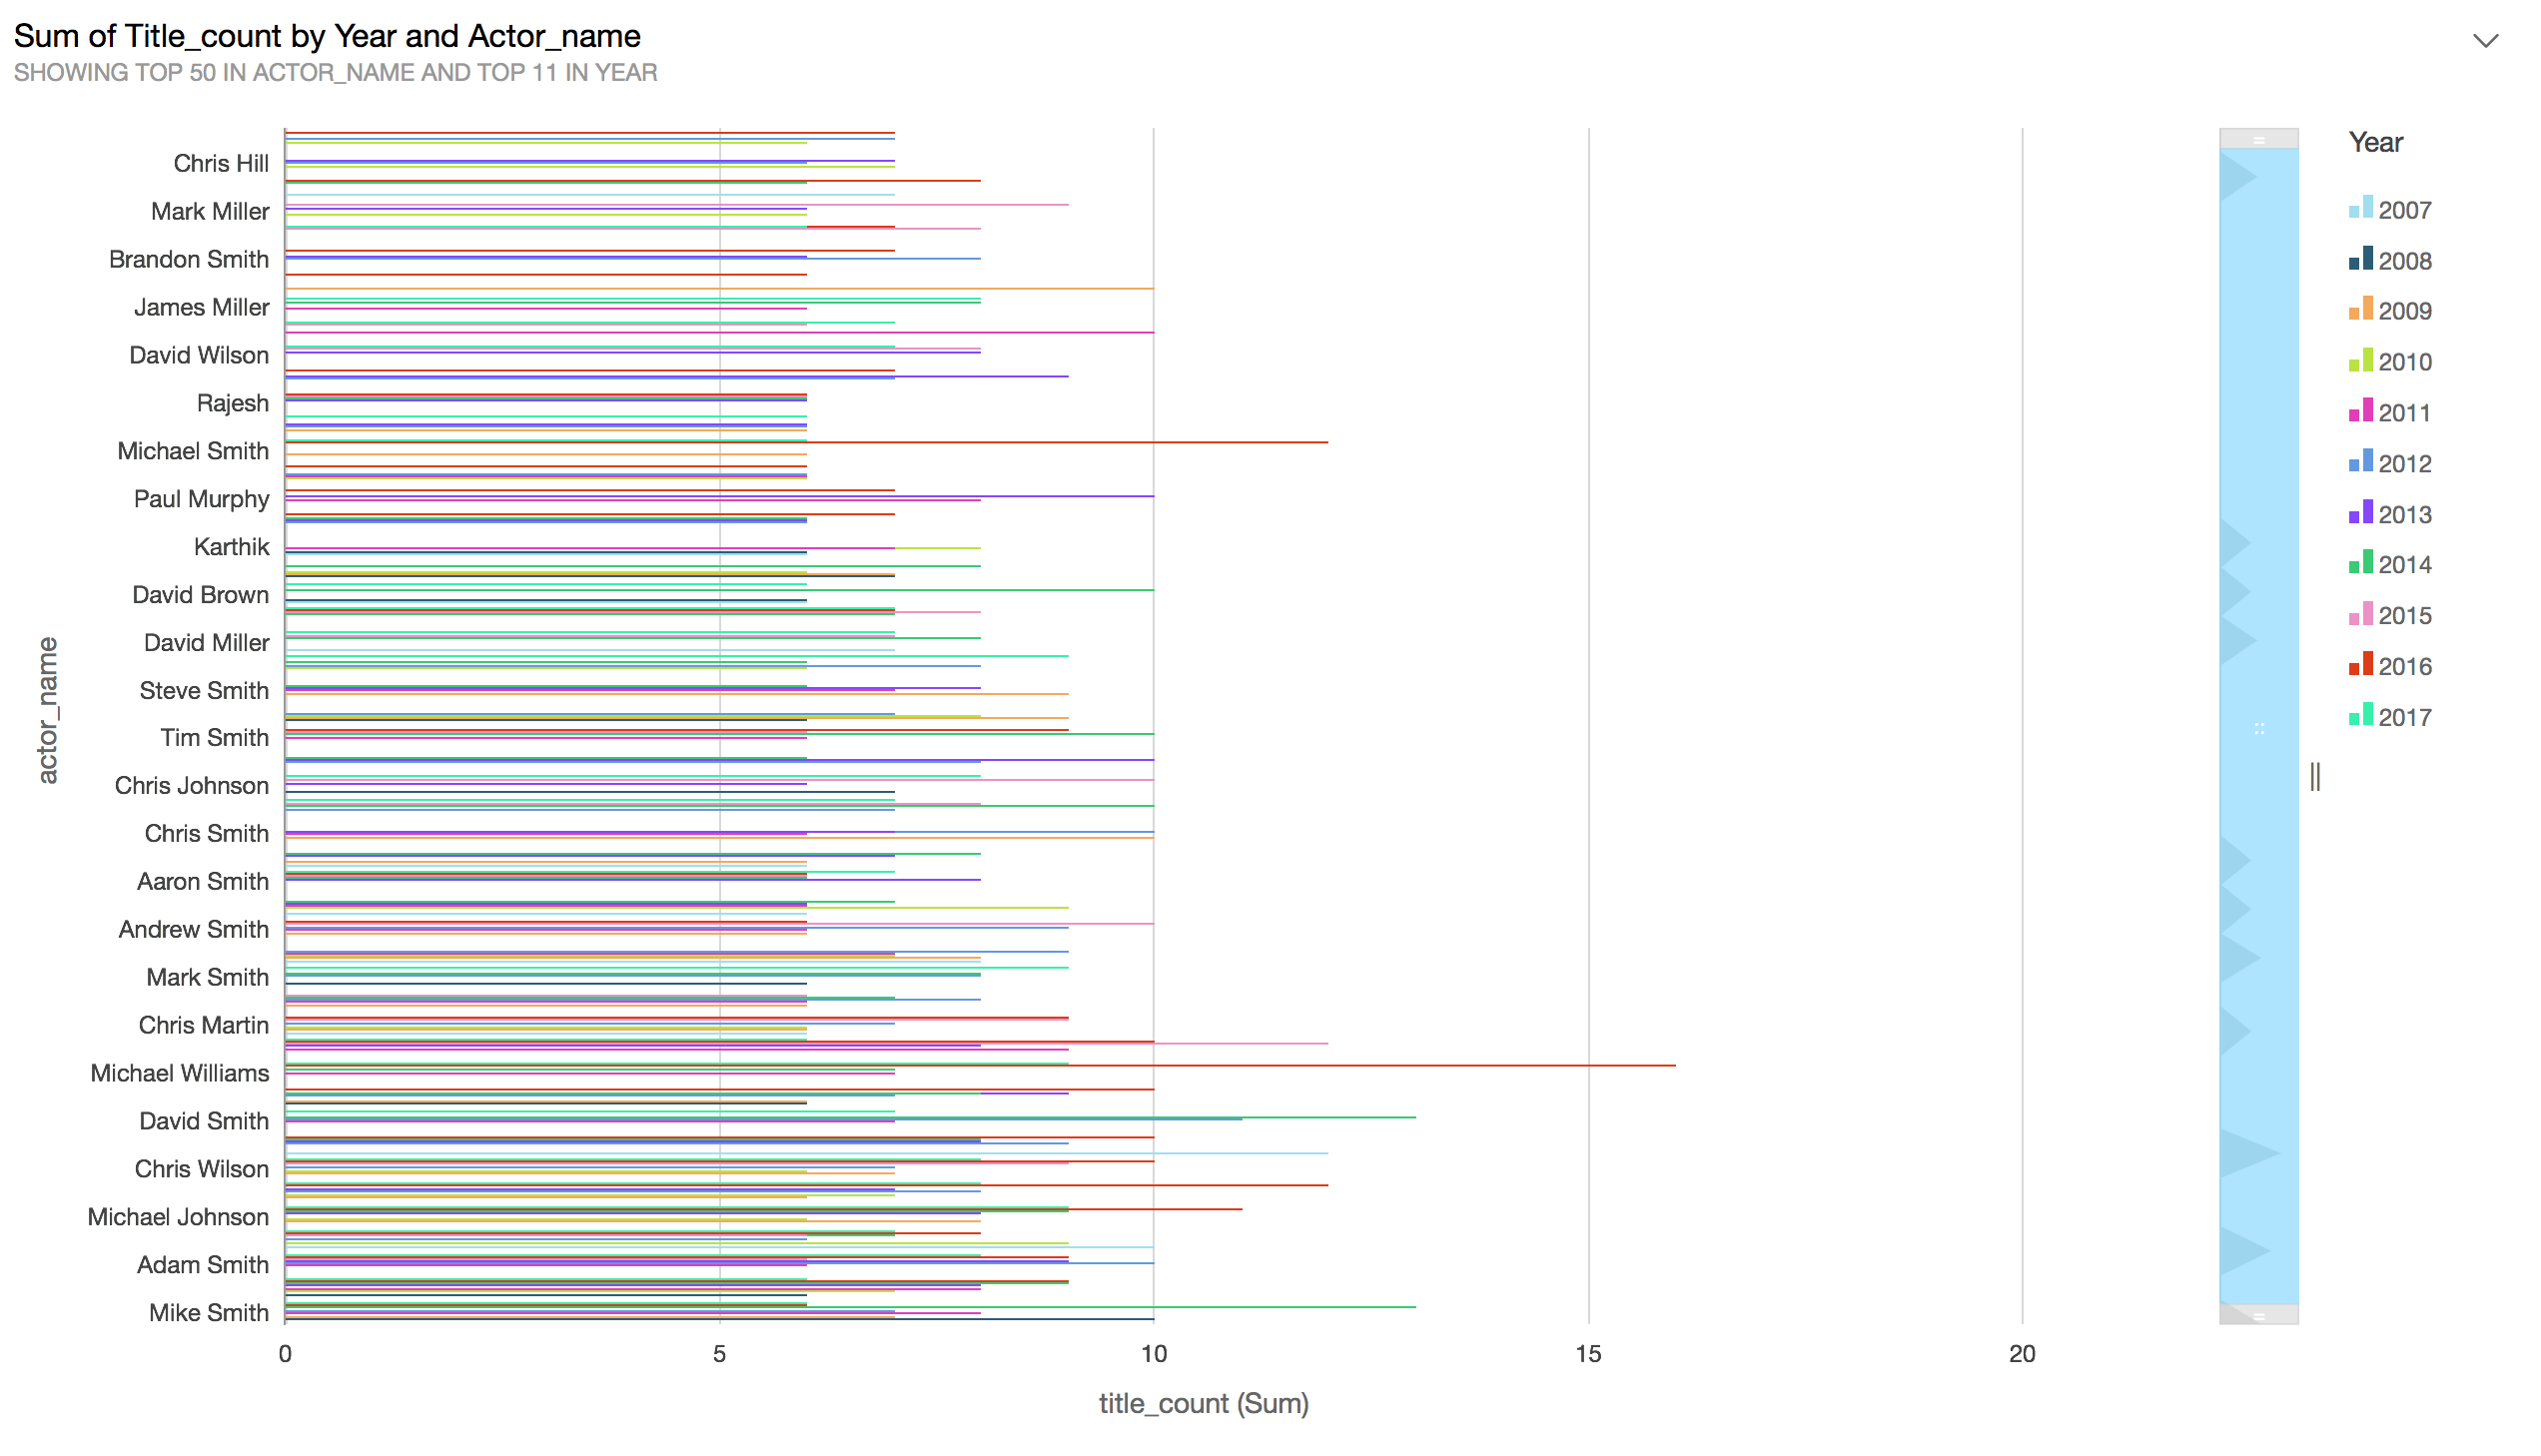 Sum of Title_count by Year and Actor_name
SHOWING TOP 50 IN ACTOR_NAME AND TOP 11 IN YEAR
actor_name
Chris Hill
Mark Miller
Brandon Smith
James Miller
David Wilson
Rajesh
Michael Smith
Paul Murphy
Karthik
David Brown
David Miller
Steve Smith
Tim Smith
Chris Johnson
Chris Smith
Aaron Smith
Andrew Smith
Mark Smith
Chris Martin
Michael Williams
David Smith
Chris Wilson
Michael Johnson
Adam Smith
Mike Smith
0 5 10 15 20
title_count (Sum)
Year
2007
2008
2009
2010
2011
2012
2013
2014
2015
2016
2017